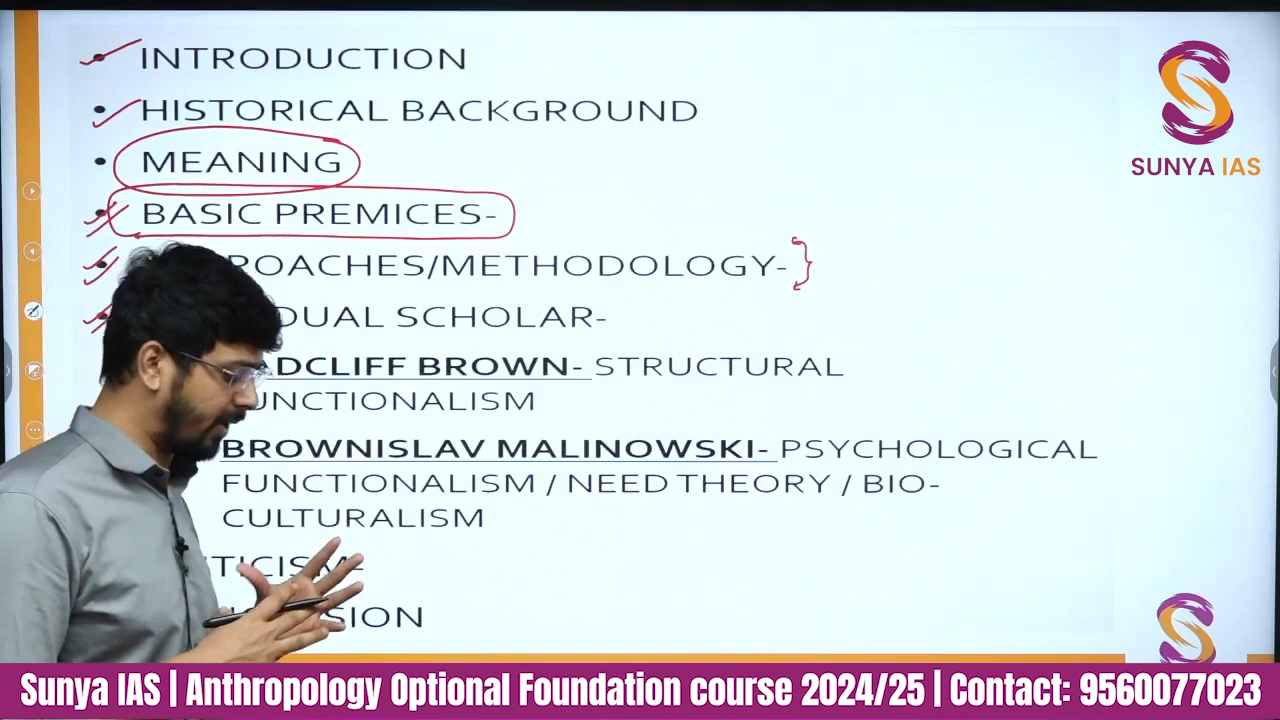 INTRODUCTION
HISTORICAL BACKGROUND
MEANING
BASIC PREMICES-
ROACHES/METHODOLOGY-
DUAL SCHOLAR-
DCLIFF BROWN- STRUCTURAL
UNCTIONALISM
BROWNISLAV MALINOWSKI- PSYCHOLOGICAL
FUNCTIONALISM / NEED THEORY / BIO-
CULTURALISM
TICISM-
SION
SUNYA IAS
Sunya IAS | Anthropology Optional Foundation course 2024/25 | Contact: 9560077023